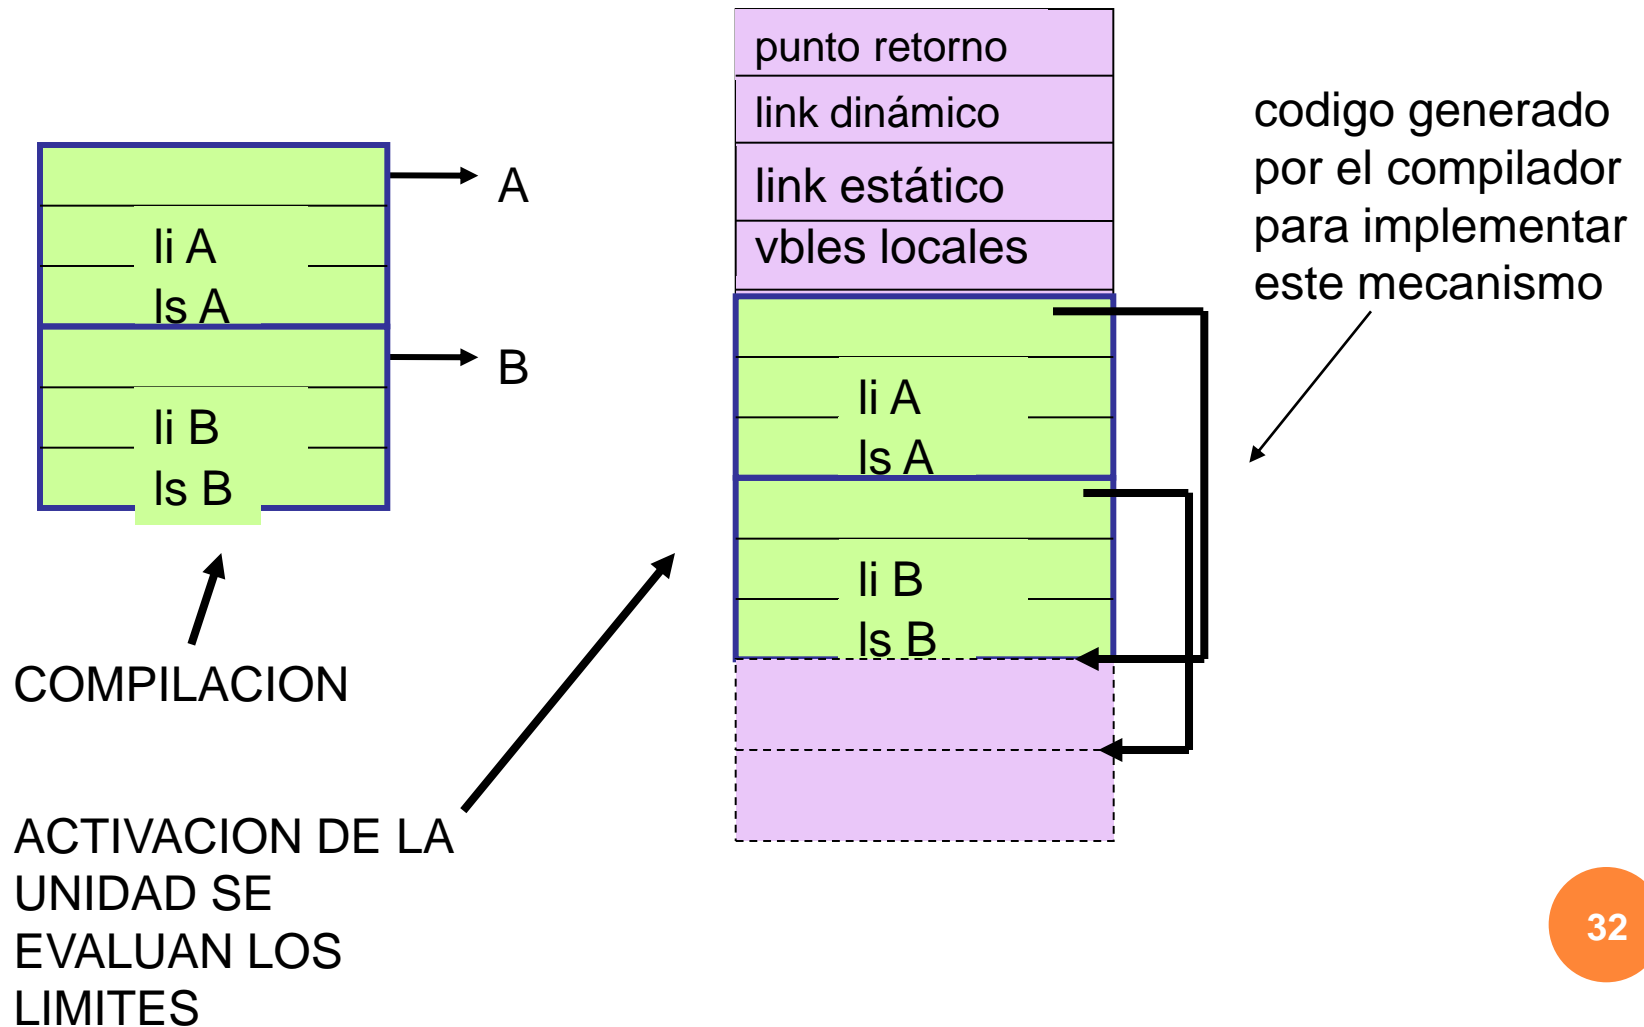 A
li A
ls A
B
li B
ls B
COMPILACION
ACTIVACION DE LA
UNIDAD SE
EVALUAN LOS
LIMITES
punto retorno
link dinámico
link estático
vbles locales
li A
ls A
li B
ls B
codigo generado
por el compilador
para implementar
este mecanismo
32